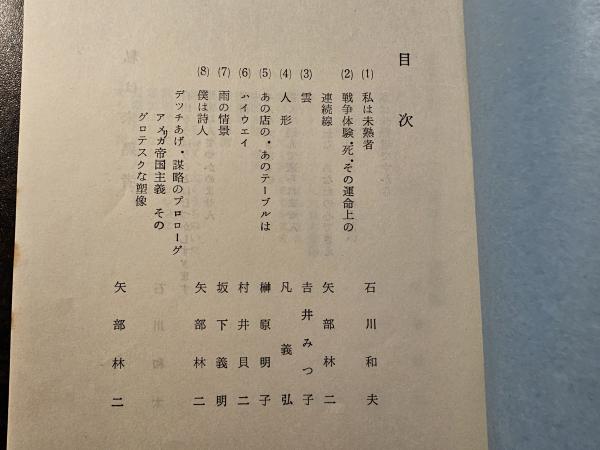 目次
(1) 私は未熟者 石川和夫
(2) 戦争体験・死・その運命上の
連続線 矢部林二
(3) 雲 吉井みつ子
(4) 人形 凡義弘
(5) あの店の・あのテーブルは 榊原明子
(6) ハイウエイ 村井貝二
(7) 雨の情景 坂下義明
(8) 僕は詩人 矢部林二
デッチあげ・謀略のプロローグ
アメリカ帝国主義 その
グロテスクな塑像 矢部林二